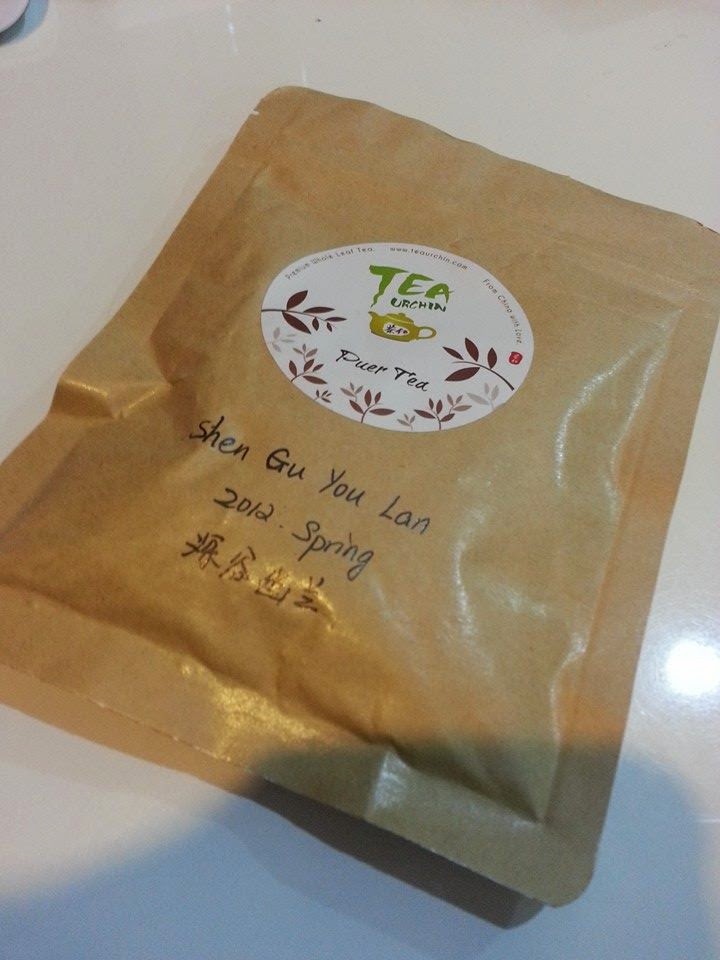 Premium Whole Leaf Tea. www.teaurchin.com From China with Love.
TEA
URCHIN
Puer Tea
Shen Gu You Lan
2012. Spring
深谷幽兰